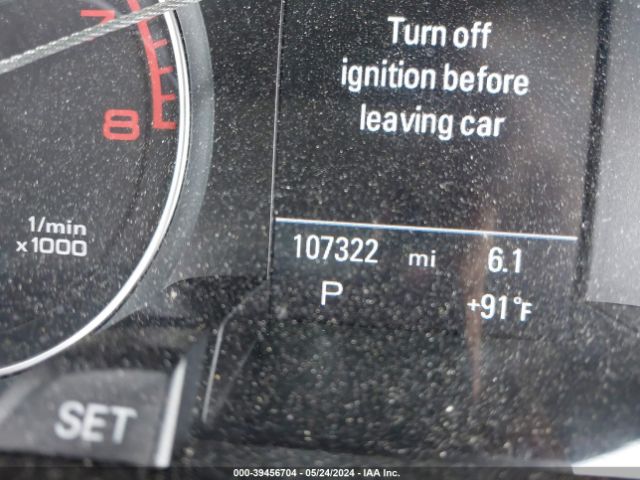 7
8
1/min
x1000
SET
Turn off
ignition before
leaving car
107322 mi 6.1
P +91°F
000-39456704 - 05/24/2024 - IAA Inc.